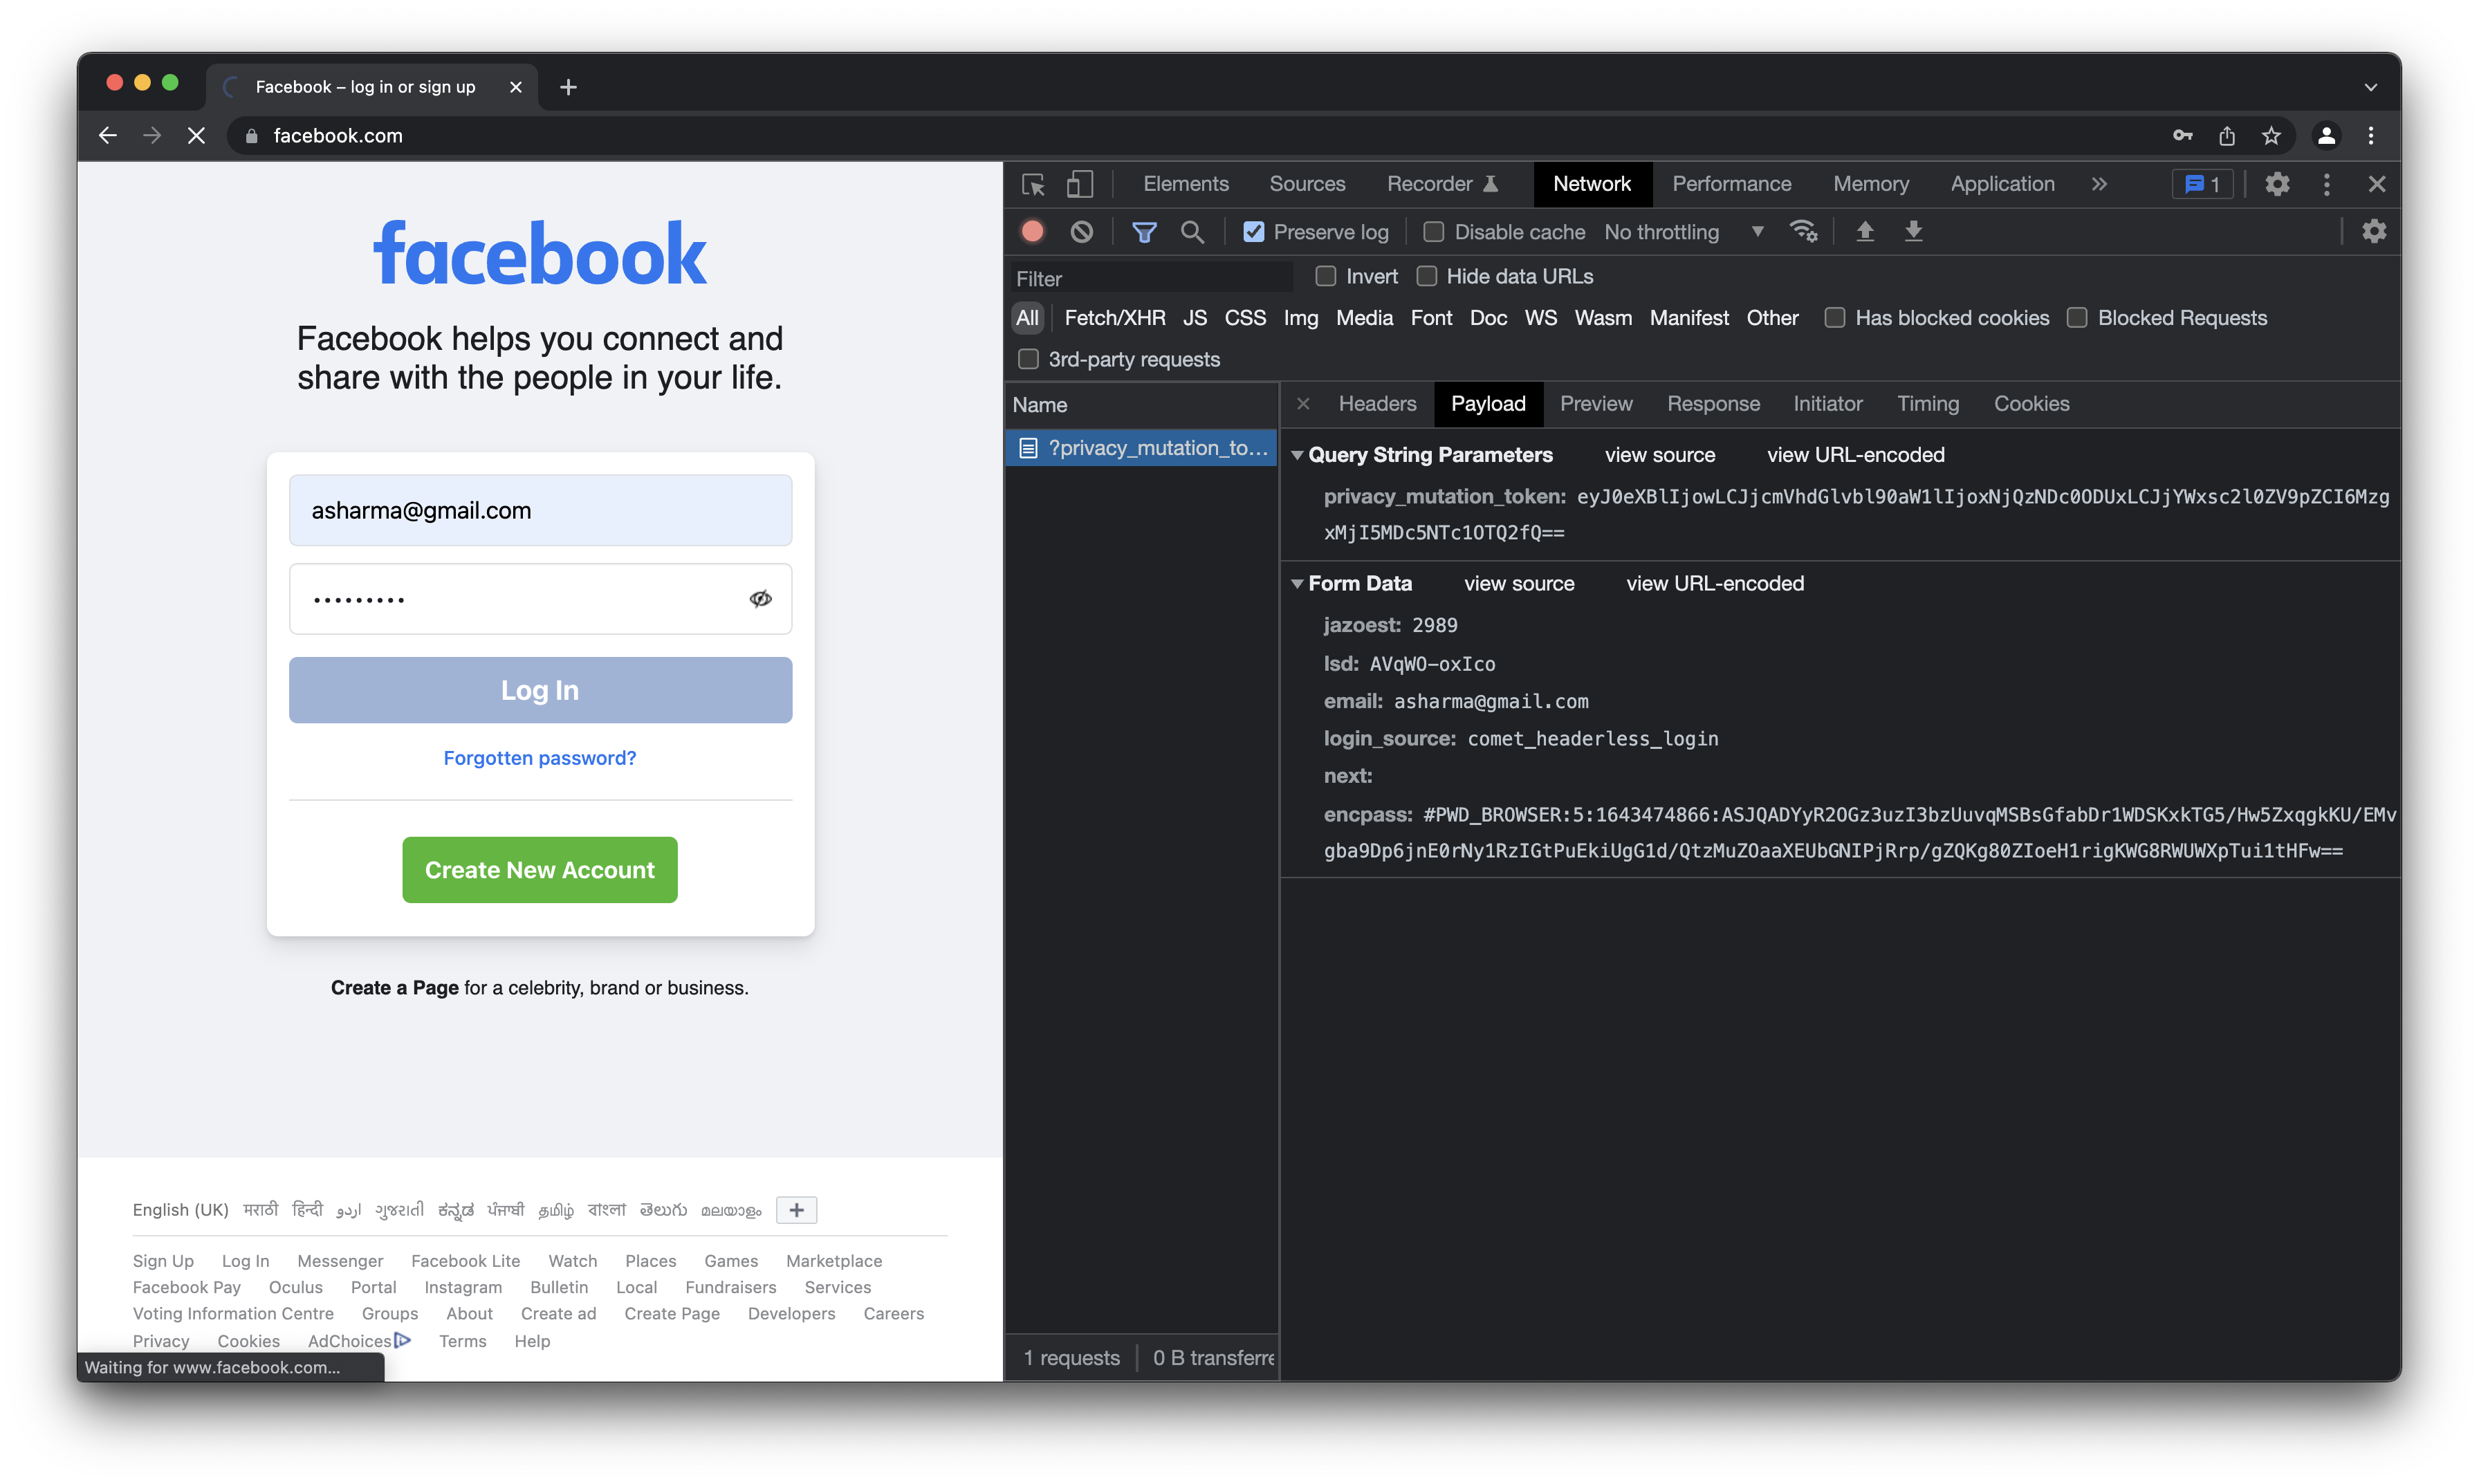 Facebook – log in or sign up
facebook.com
facebook
Facebook helps you connect and
share with the people in your life.
asharma@gmail.com
•••••••••
Log In
Forgotten password?
Create New Account
Create a Page for a celebrity, brand or business.
English (UK) मराठी हिन्दी اردو ગુજરાતી ಕನ್ನಡ ਪੰਜਾਬੀ தமிழ் বাংলা తెలుగు മലയാളം
Sign Up Log In Messenger Facebook Lite Watch Places Games Marketplace
Facebook Pay Oculus Portal Instagram Bulletin Local Fundraisers Services
Voting Information Centre Groups About Create ad Create Page Developers Careers
Privacy Cookies AdChoices Terms Help
Waiting for www.facebook.com...
Elements Sources Recorder Network Performance Memory Application 1
Preserve log Disable cache No throttling
Filter Invert Hide data URLs
All Fetch/XHR JS CSS Img Media Font Doc WS Wasm Manifest Other Has blocked cookies Blocked Requests
3rd-party requests
Name
?privacy_mutation_to...
1 requests 0 B transferre
Headers Payload Preview Response Initiator Timing Cookies
Query String Parameters view source view URL-encoded
privacy_mutation_token: eyJ0eXBlIjowLCJjcmVhdGlvbl90aW1lIjoxNjQzNDc0ODUxLCJjYWxsc2l0ZV9pZCI6Mzg
xMjI5MDc5NTc1OTQ2fQ==
Form Data view source view URL-encoded
jazoest: 2989
lsd: AVqWO-oxIco
email: asharma@gmail.com
login_source: comet_headerless_login
next:
encpass: #PWD_BROWSER:5:1643474866:ASJQADYyR2OGz3uzI3bzUuvqMSBsGfabDr1WDSKxkTG5/Hw5ZxqgkKU/EMv
gba9Dp6jnE0rNy1RzIGtPuEkiUgG1d/QtzMuZOaaXEUbGNIPjRrp/gZQKg80ZIoeH1rigKWG8RWUWXpTui1tHFw==